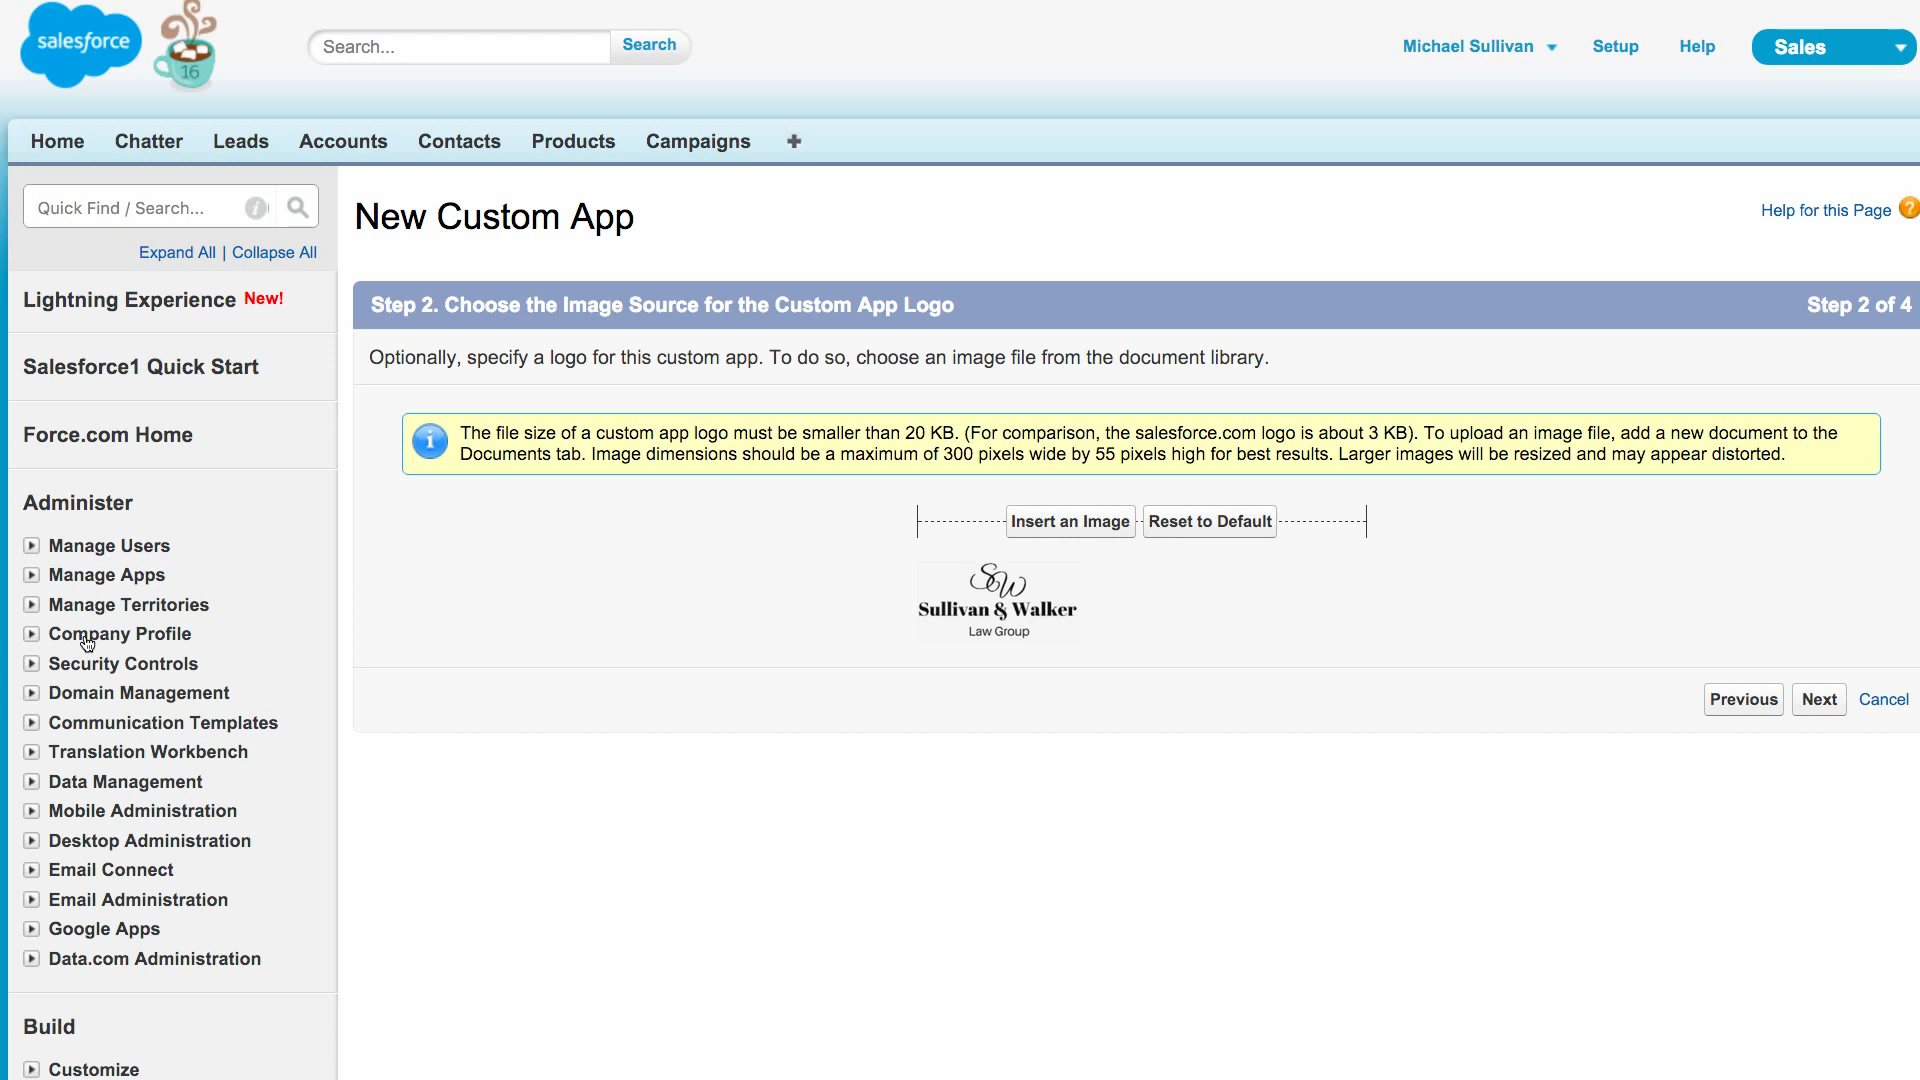 salesforce
16
Search...
Search
Michael Sullivan
Setup
Help
Sales
Home
Chatter
Leads
Accounts
Contacts
Products
Campaigns
+
Quick Find / Search...
i
Expand All | Collapse All
Lightning Experience New!
Salesforce1 Quick Start
Force.com Home
Administer
Manage Users
Manage Apps
Manage Territories
Company Profile
Security Controls
Domain Management
Communication Templates
Translation Workbench
Data Management
Mobile Administration
Desktop Administration
Email Connect
Email Administration
Google Apps
Data.com Administration
Build
Customize
New Custom App
Help for this Page ?
Step 2. Choose the Image Source for the Custom App Logo
Step 2 of 4
Optionally, specify a logo for this custom app. To do so, choose an image file from the document library.
i
The file size of a custom app logo must be smaller than 20 KB. (For comparison, the salesforce.com logo is about 3 KB). To upload an image file, add a new document to the
Documents tab. Image dimensions should be a maximum of 300 pixels wide by 55 pixels high for best results. Larger images will be resized and may appear distorted.
Insert an Image
Reset to Default
SW
Sullivan & Walker
Law Group
Previous
Next
Cancel